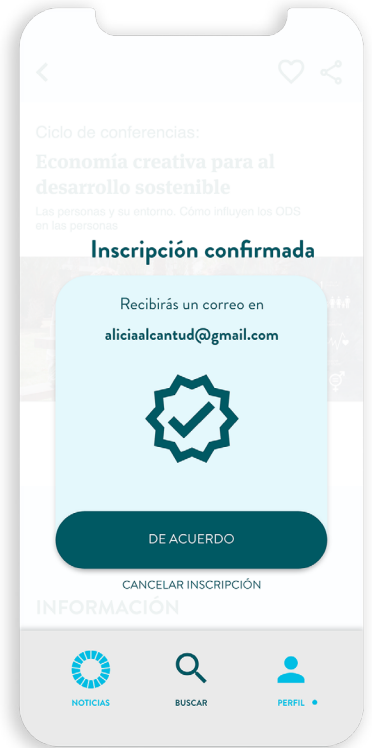 Ciclo de conferencias:
Economía creativa para al
desarrollo sostenible
Las personas y su entorno. Cómo influyen los ODS
en las personas
Inscripción confirmada
Recibirás un correo en
aliciaalcantud@gmail.com
DE ACUERDO
CANCELAR INSCRIPCIÓN
INFORMACIÓN
NOTICIAS
BUSCAR
PERFIL